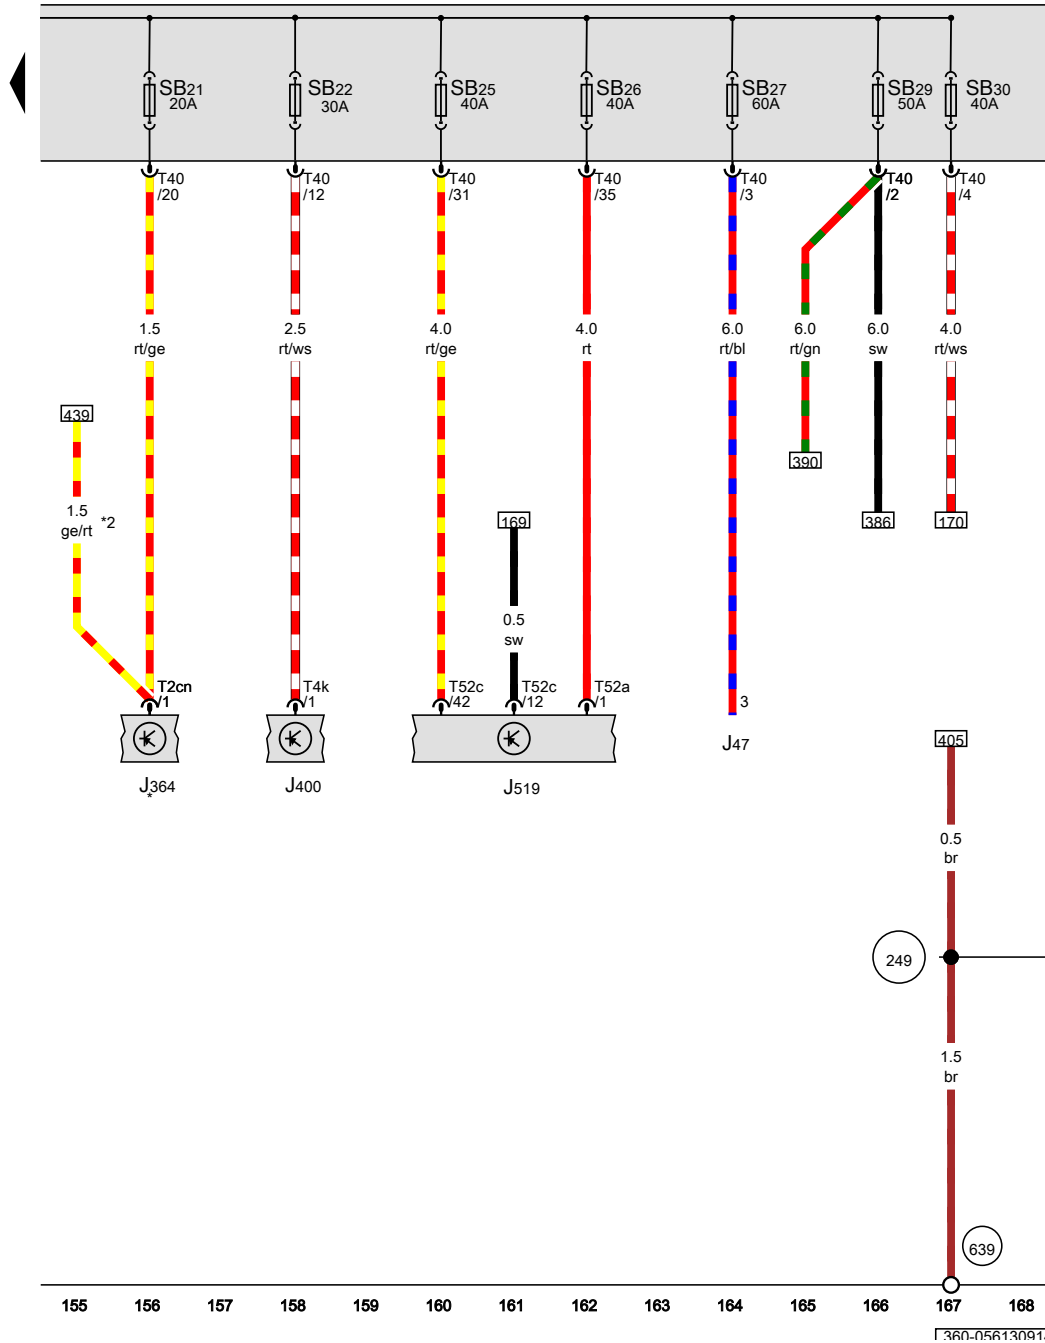 SB21 SB22 SB25 SB26 SB27 SB29 SB30
20A 30A 40A 40A 60A 50A 40A
T40 T40 T40 T40 T40 T40 T40
/20 /12 /31 /35 /3 /2 /4
1.5 2.5 4.0 4.0 6.0 6.0 6.0 4.0
rt/ge rt/ws rt/ge rt rt/bl rt/gn sw rt/ws
439
390
1.5 *2
ge/rt
169 386 170
0.5
sw
T2cn T4k T52c T52c T52a
/1 /1 /42 /12 /1 3
J47
405
J364 J400 J519
*
0.5
br
249
1.5
br
639
155 156 157 158 159 160 161 162 163 164 165 166 167 168